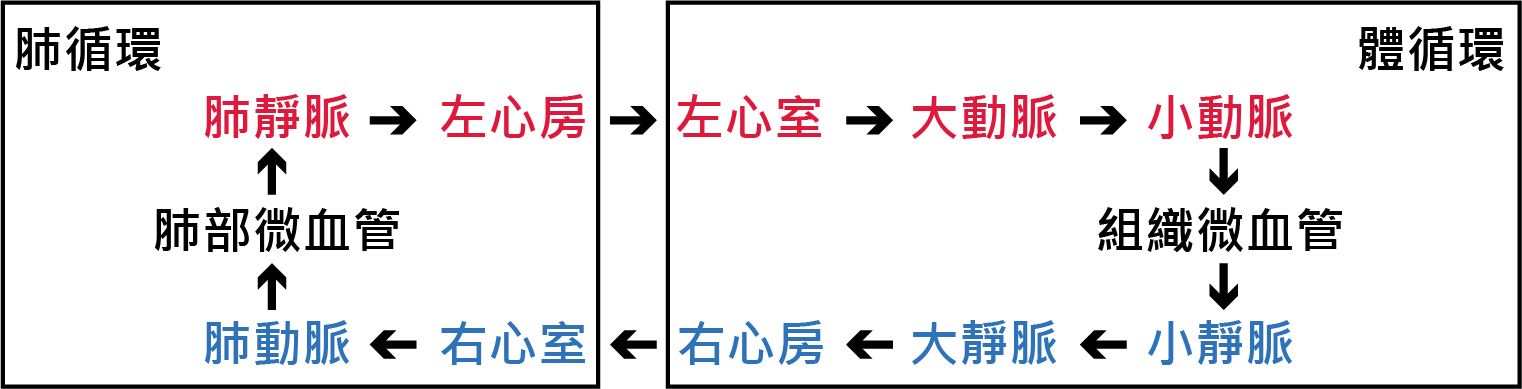 肺循環
體循環
肺靜脈 ➔ 左心房 ➔ 左心室 ➔ 大動脈 ➔ 小動脈
肺部微血管
組織微血管
肺動脈 ← 右心室 ← 右心房 ← 大靜脈 ← 小靜脈